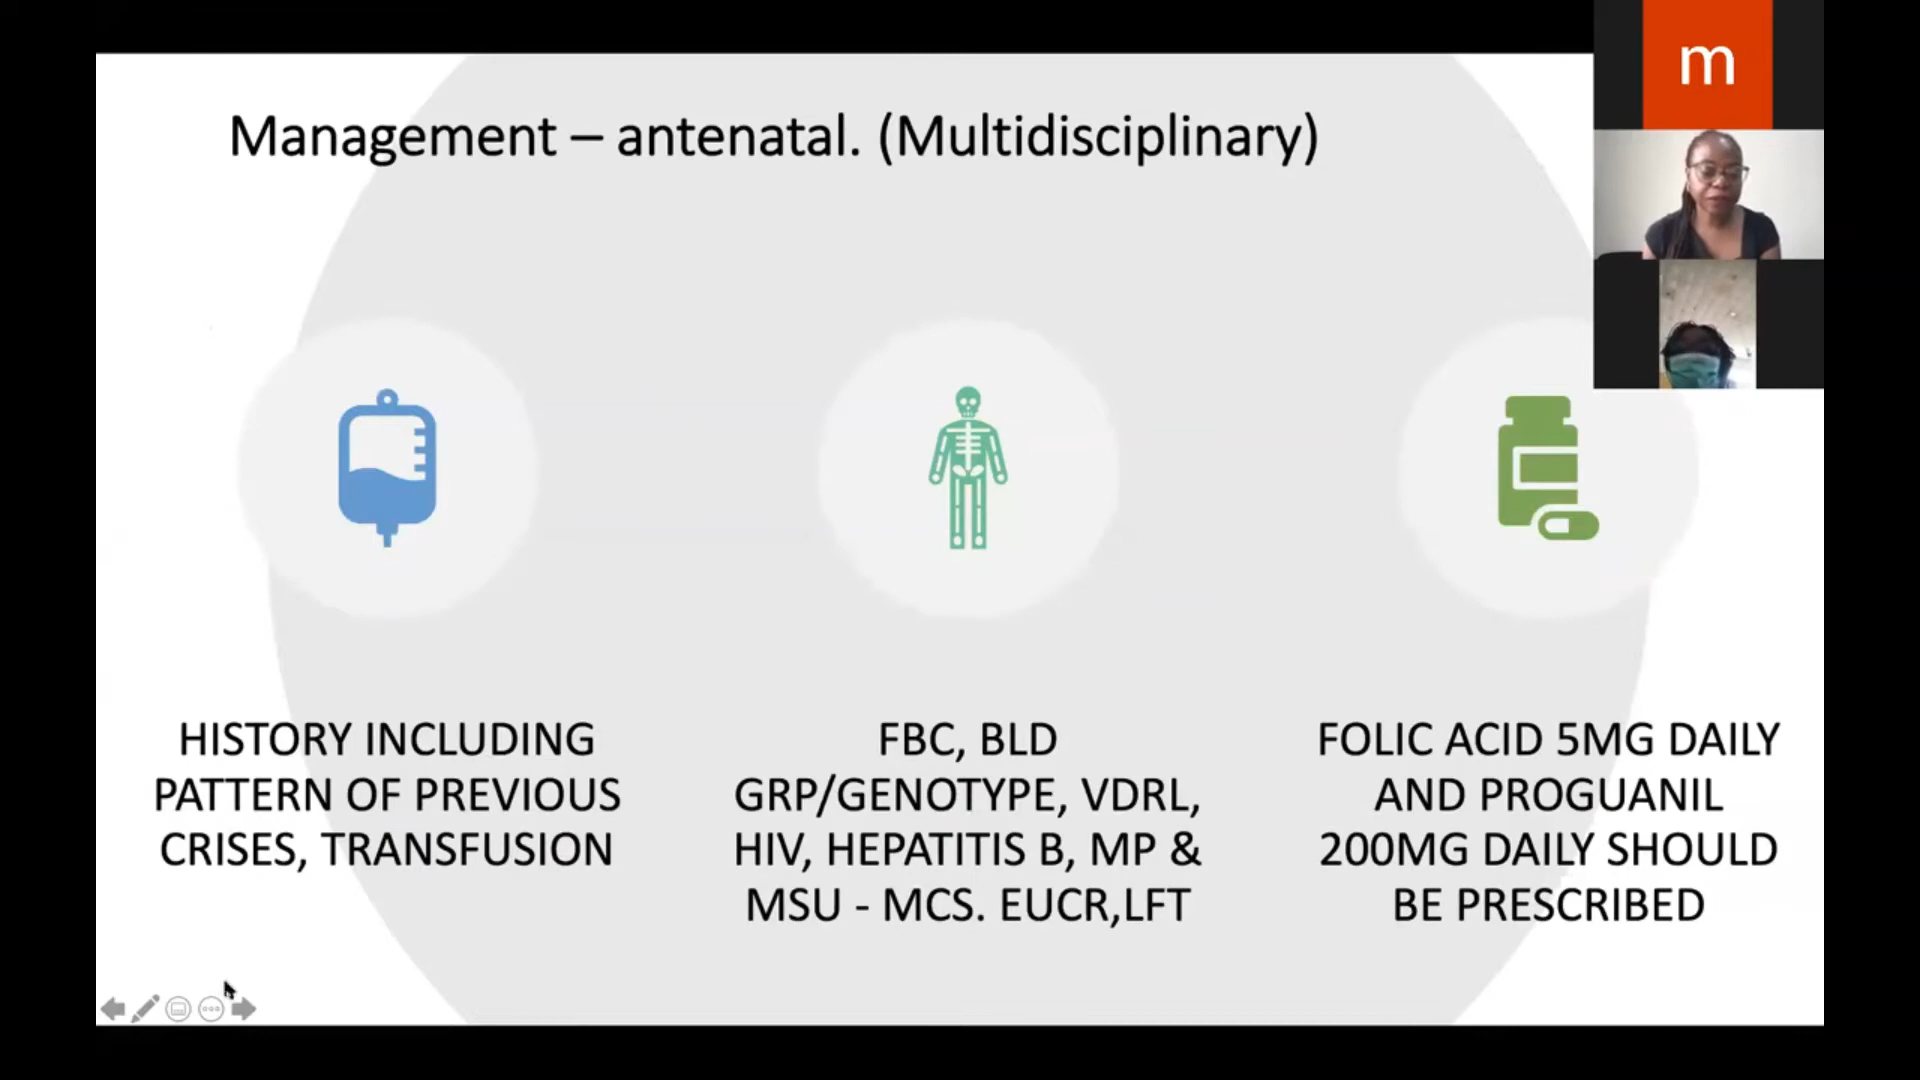 m
Management – antenatal. (Multidisciplinary)
HISTORY INCLUDING
PATTERN OF PREVIOUS
CRISES, TRANSFUSION
FBC, BLD
GRP/GENOTYPE, VDRL,
HIV, HEPATITIS B, MP &
MSU - MCS. EUCR,LFT
FOLIC ACID 5MG DAILY
AND PROGUANIL
200MG DAILY SHOULD
BE PRESCRIBED